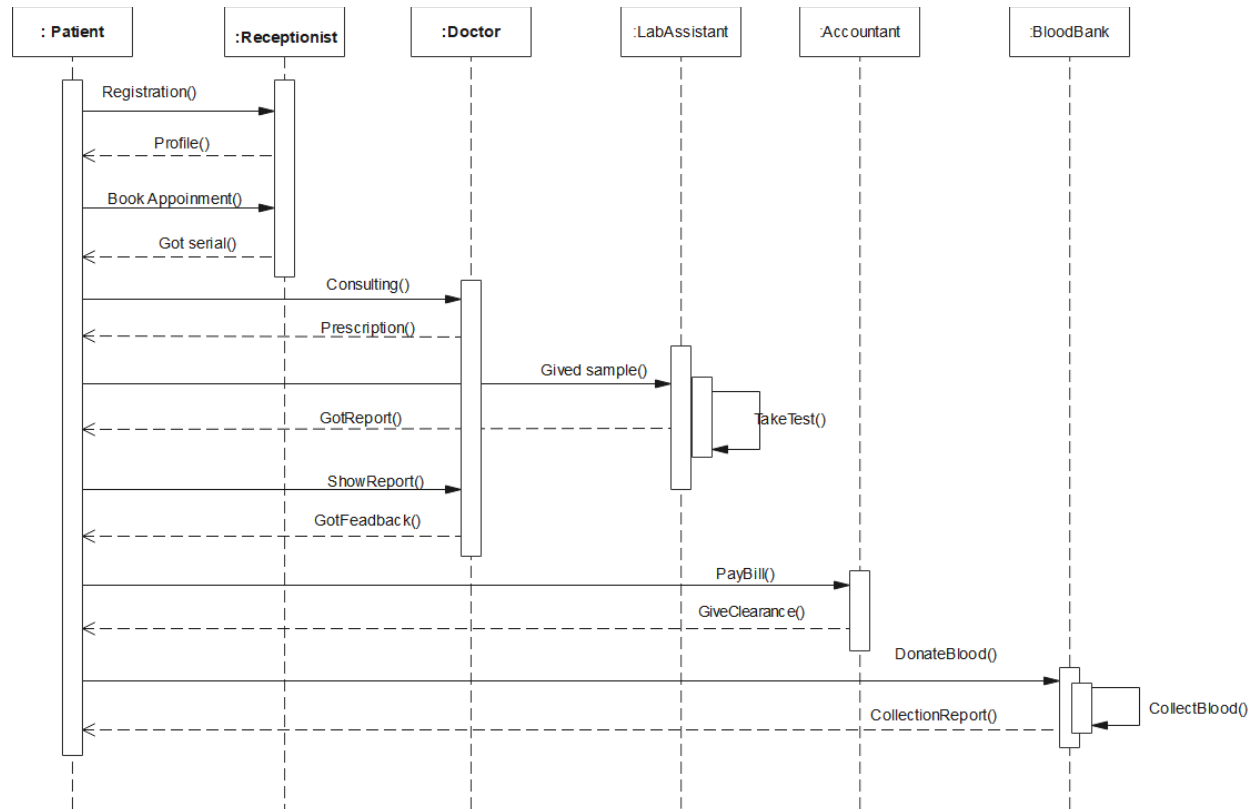 : Patient
:Receptionist
:Doctor
:LabAssistant
:Accountant
:BloodBank
Registration()
Profile()
Book Appoinment()
Got serial()
Consulting()
Prescription()
Gived sample()
TakeTest()
GotReport()
ShowReport()
GotFeadback()
PayBill()
GiveClearance()
DonateBlood()
CollectBlood()
CollectionReport()